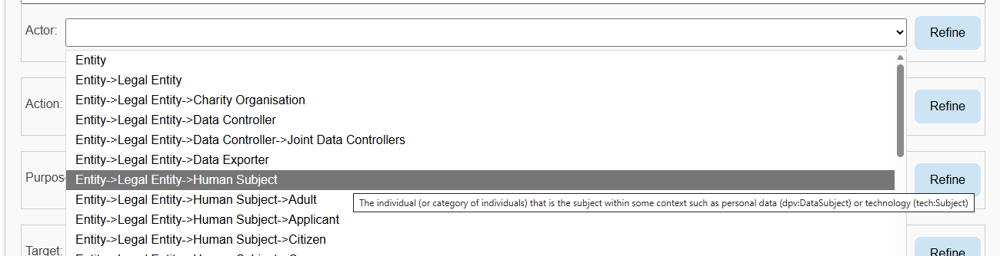 Actor:
Refine
Entity
Entity->Legal Entity
Entity->Legal Entity->Charity Organisation
Action:
Refine
Entity->Legal Entity->Data Controller
Entity->Legal Entity->Data Controller->Joint Data Controllers
Entity->Legal Entity->Data Exporter
Purpos
Entity->Legal Entity->Human Subject
Refine
Entity->Legal Entity->Human Subject->Adult
The individual (or category of individuals) that is the subject within some context such as personal data (dpv:DataSubject) or technology (tech:Subject)
Entity->Legal Entity->Human Subject->Applicant
Entity->Legal Entity->Human Subject->Citizen
Target:
Refine